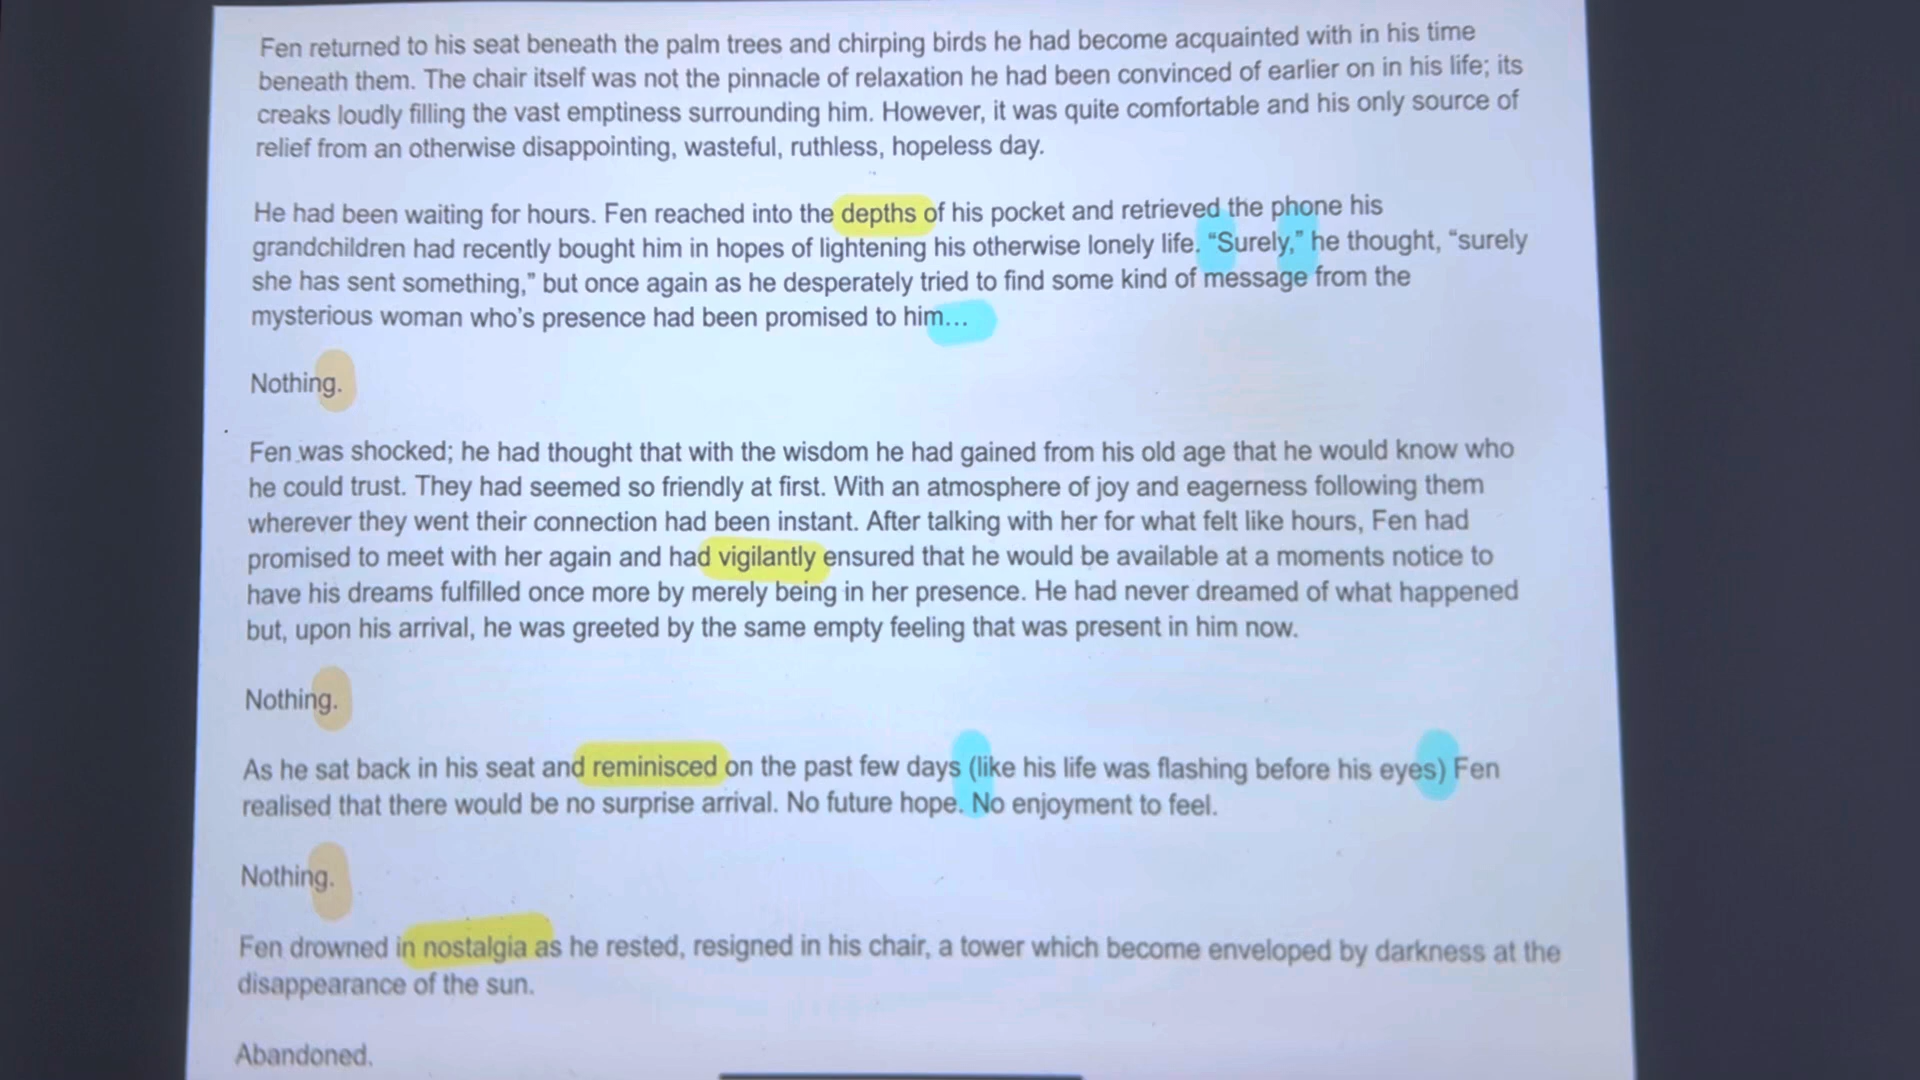 Fen returned to his seat beneath the palm trees and chirping birds he had become acquainted with in his time
beneath them. The chair itself was not the pinnacle of relaxation he had been convinced of earlier on in his life; its
creaks loudly filling the vast emptiness surrounding him. However, it was quite comfortable and his only source of
relief from an otherwise disappointing, wasteful, ruthless, hopeless day.
He had been waiting for hours. Fen reached into the depths of his pocket and retrieved the phone his
grandchildren had recently bought him in hopes of lightening his otherwise lonely life. “Surely,” he thought, “surely
she has sent something,” but once again as he desperately tried to find some kind of message from the
mysterious woman who’s presence had been promised to him…
Nothing.
Fen was shocked; he had thought that with the wisdom he had gained from his old age that he would know who
he could trust. They had seemed so friendly at first. With an atmosphere of joy and eagerness following them
wherever they went their connection had been instant. After talking with her for what felt like hours, Fen had
promised to meet with her again and had vigilantly ensured that he would be available at a moments notice to
have his dreams fulfilled once more by merely being in her presence. He had never dreamed of what happened
but, upon his arrival, he was greeted by the same empty feeling that was present in him now.
Nothing.
As he sat back in his seat and reminisced on the past few days (like his life was flashing before his eyes) Fen
realised that there would be no surprise arrival. No future hope. No enjoyment to feel.
Nothing.
Fen drowned in nostalgia as he rested, resigned in his chair, a tower which become enveloped by darkness at the
disappearance of the sun.
Abandoned.